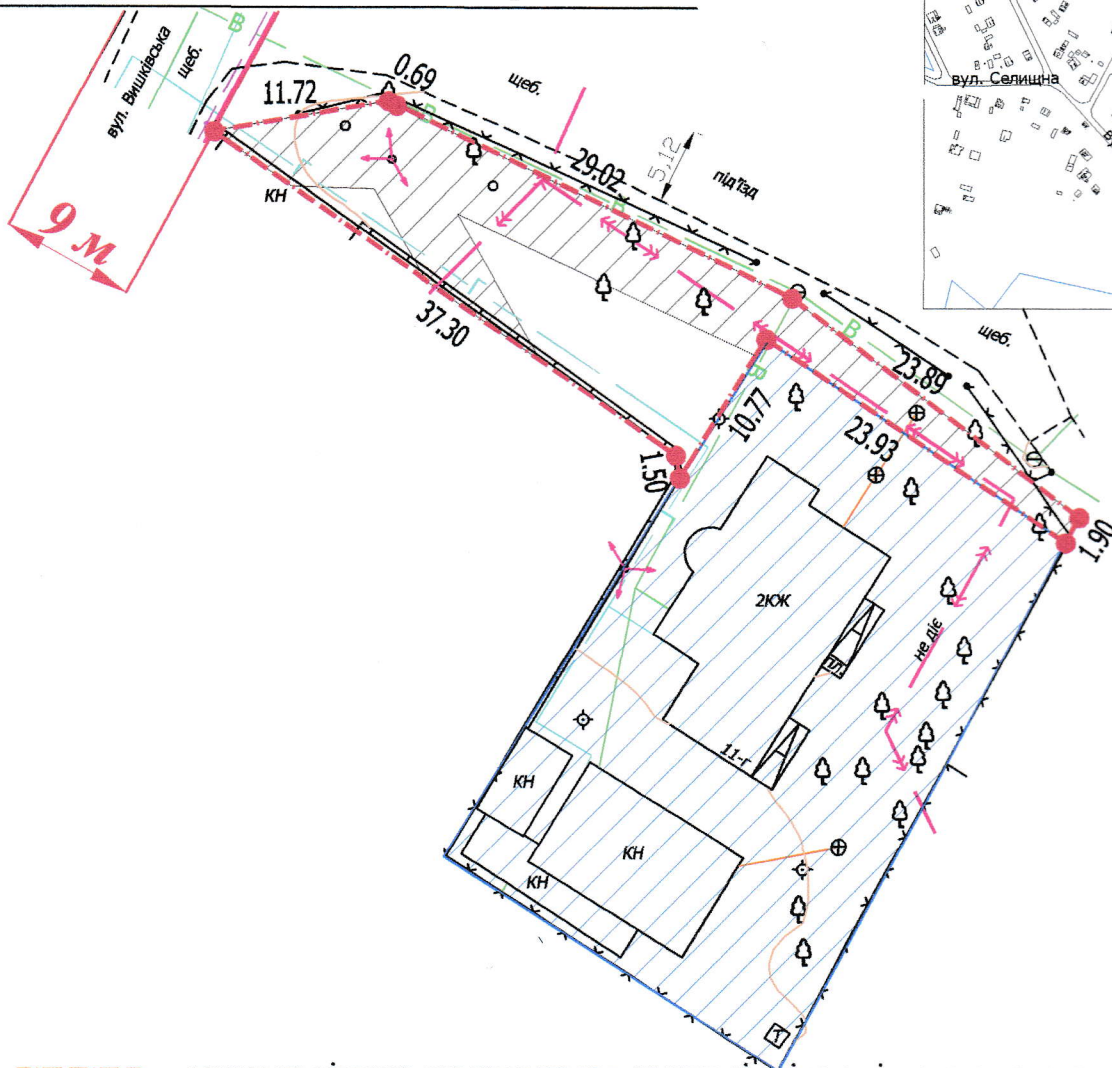 вул. Вишківська
щеб.
В
11.72
0.69
щеб.
вул. Селищна
В
29.02
5,12
під'їзд
В
КН
9 м
Г
37.30
В
щеб.
23.89
В
10.77
23.93
1.50
1.90
2КЖ
не діє
пл.
11-г
КН
КН
КН
Т